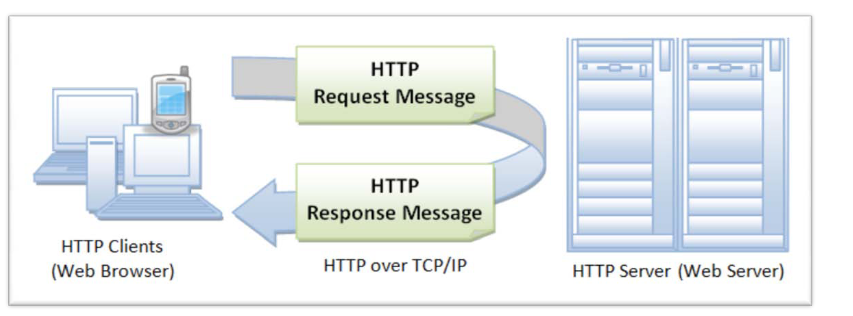 HTTP
Request Message
HTTP
Response Message
HTTP Clients
(Web Browser)
HTTP over TCP/IP
HTTP Server (Web Server)